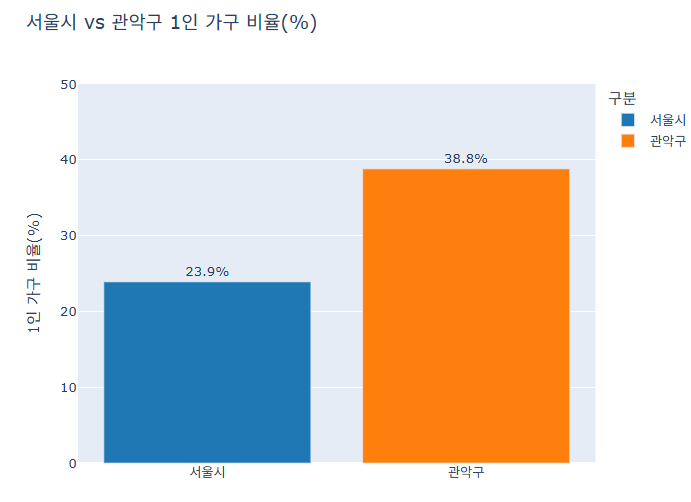 서울시 vs 관악구 1인 가구 비율(%)
구분
서울시
관악구
1인 가구 비율(%)
50
40
30
20
10
0
23.9%
38.8%
서울시
관악구